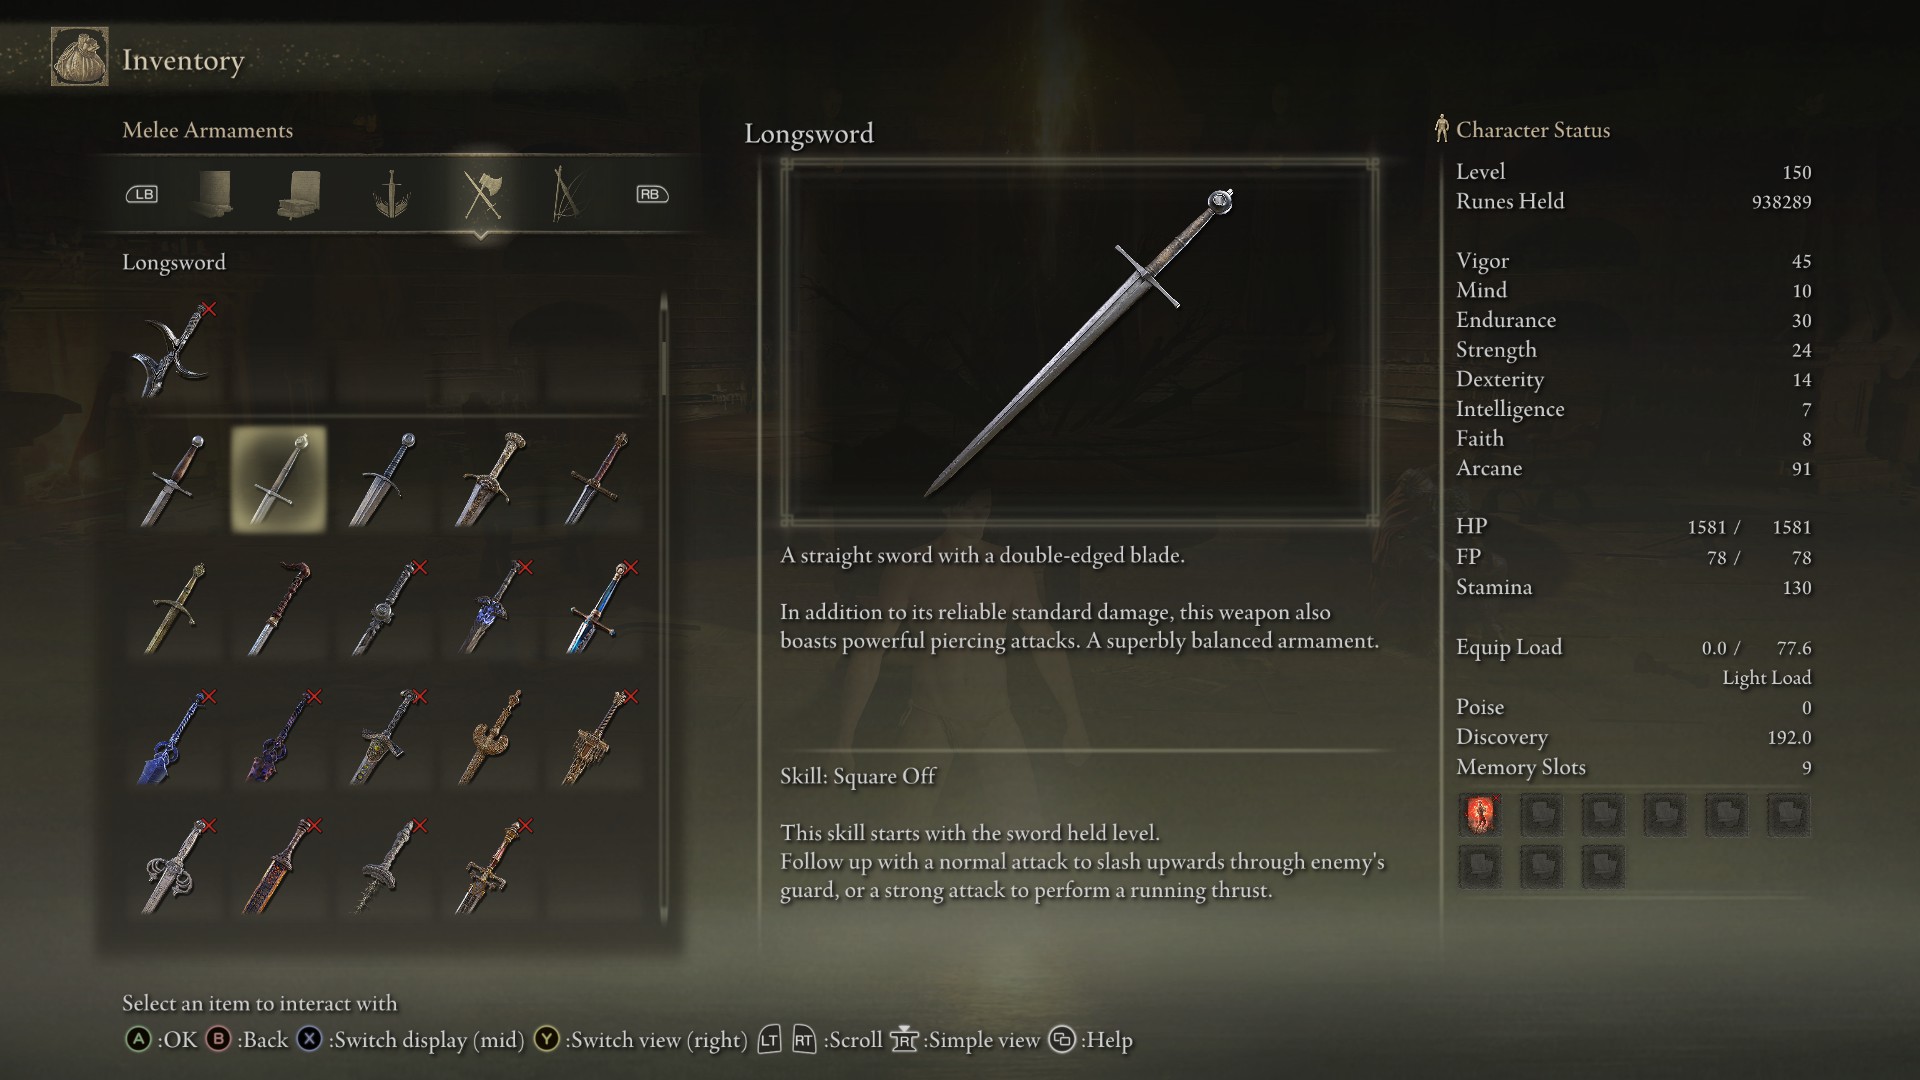 Inventory
Melee Armaments
LB
RB
Longsword
Longsword
A straight sword with a double-edged blade.
In addition to its reliable standard damage, this weapon also
boasts powerful piercing attacks. A superbly balanced armament.
Skill: Square Off
This skill starts with the sword held level.
Follow up with a normal attack to slash upwards through enemy's
guard, or a strong attack to perform a running thrust.
Character Status
Level 150
Runes Held 938289
Vigor 45
Mind 10
Endurance 30
Strength 24
Dexterity 14
Intelligence 7
Faith 8
Arcane 91
HP 1581 / 1581
FP 78 / 78
Stamina 130
Equip Load 0.0 / 77.6
Light Load
Poise 0
Discovery 192.0
Memory Slots 9
Select an item to interact with
A :OK B :Back X :Switch display (mid) Y :Switch view (right) LT RT :Scroll R :Simple view :Help